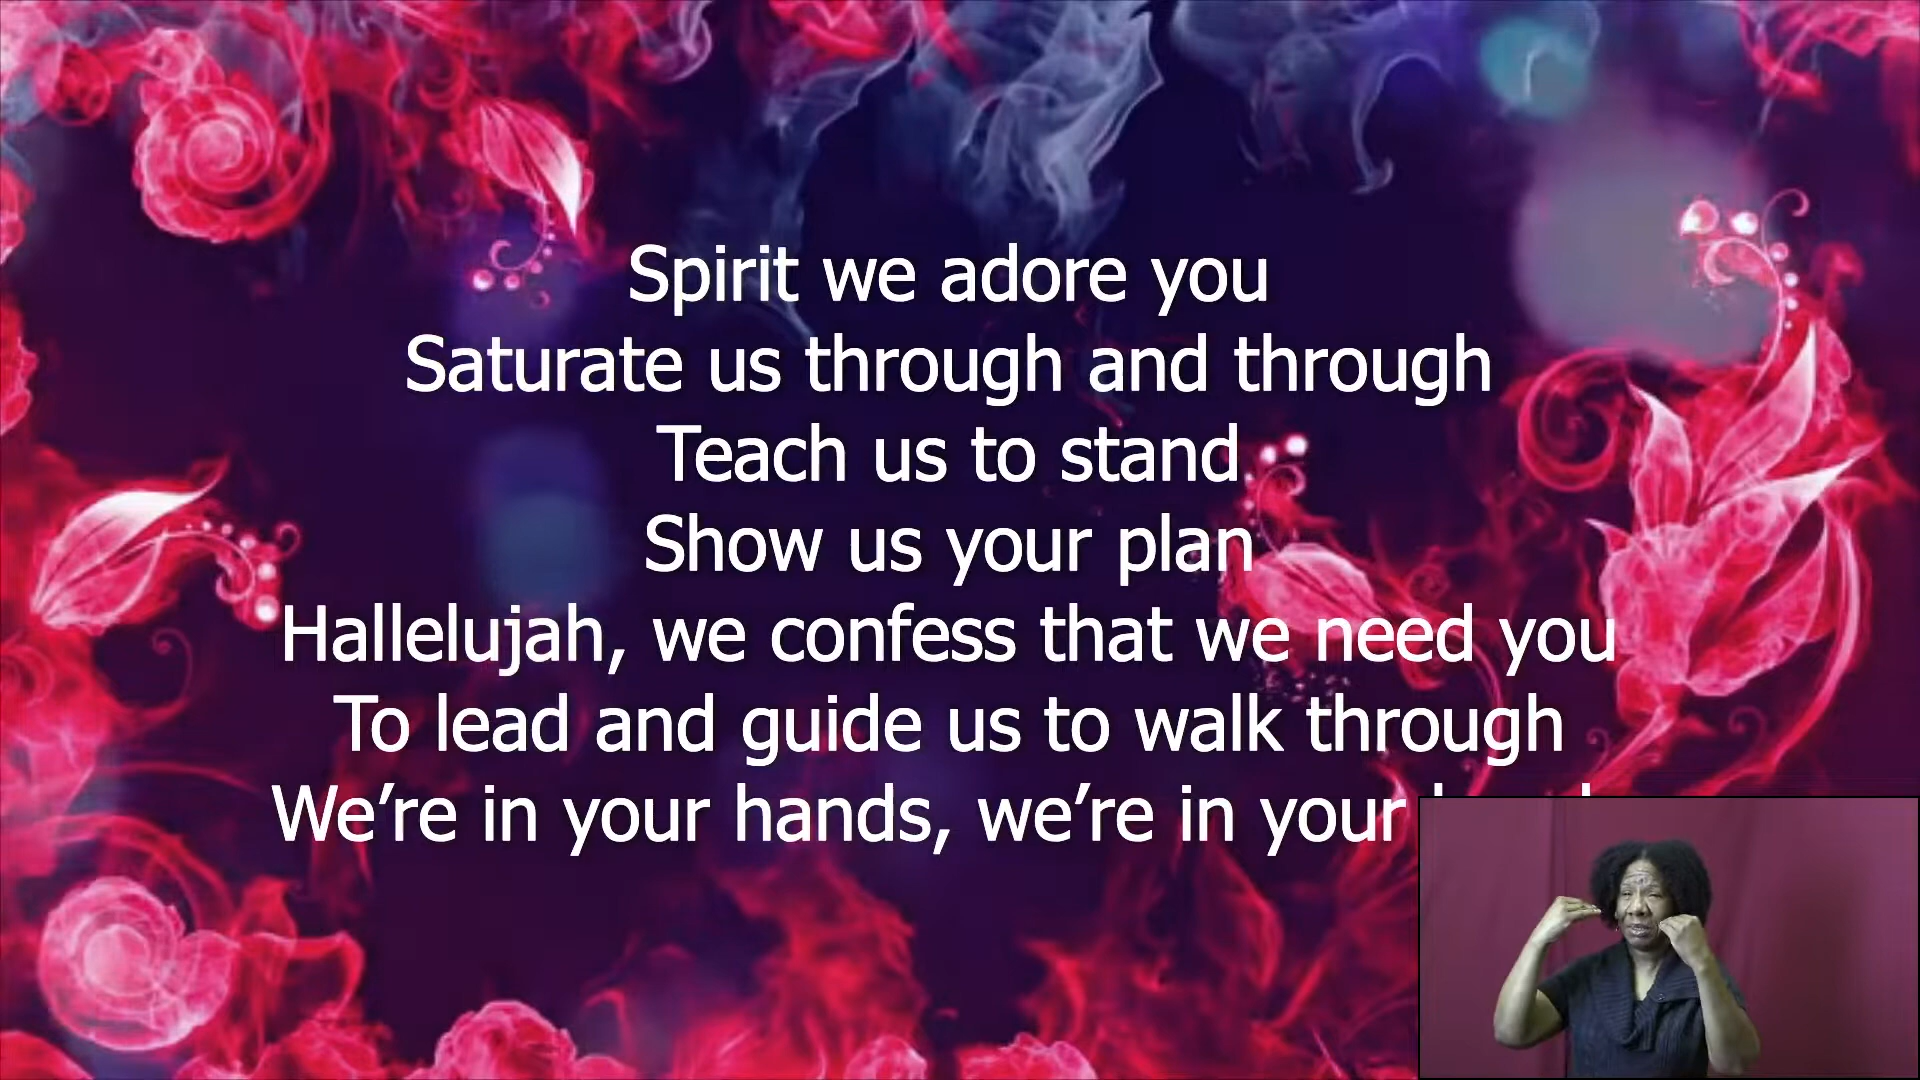 Spirit we adore you
Saturate us through and through
Teach us to stand
Show us your plan
Hallelujah, we confess that we need you
To lead and guide us to walk through
We’re in your hands, we’re in your